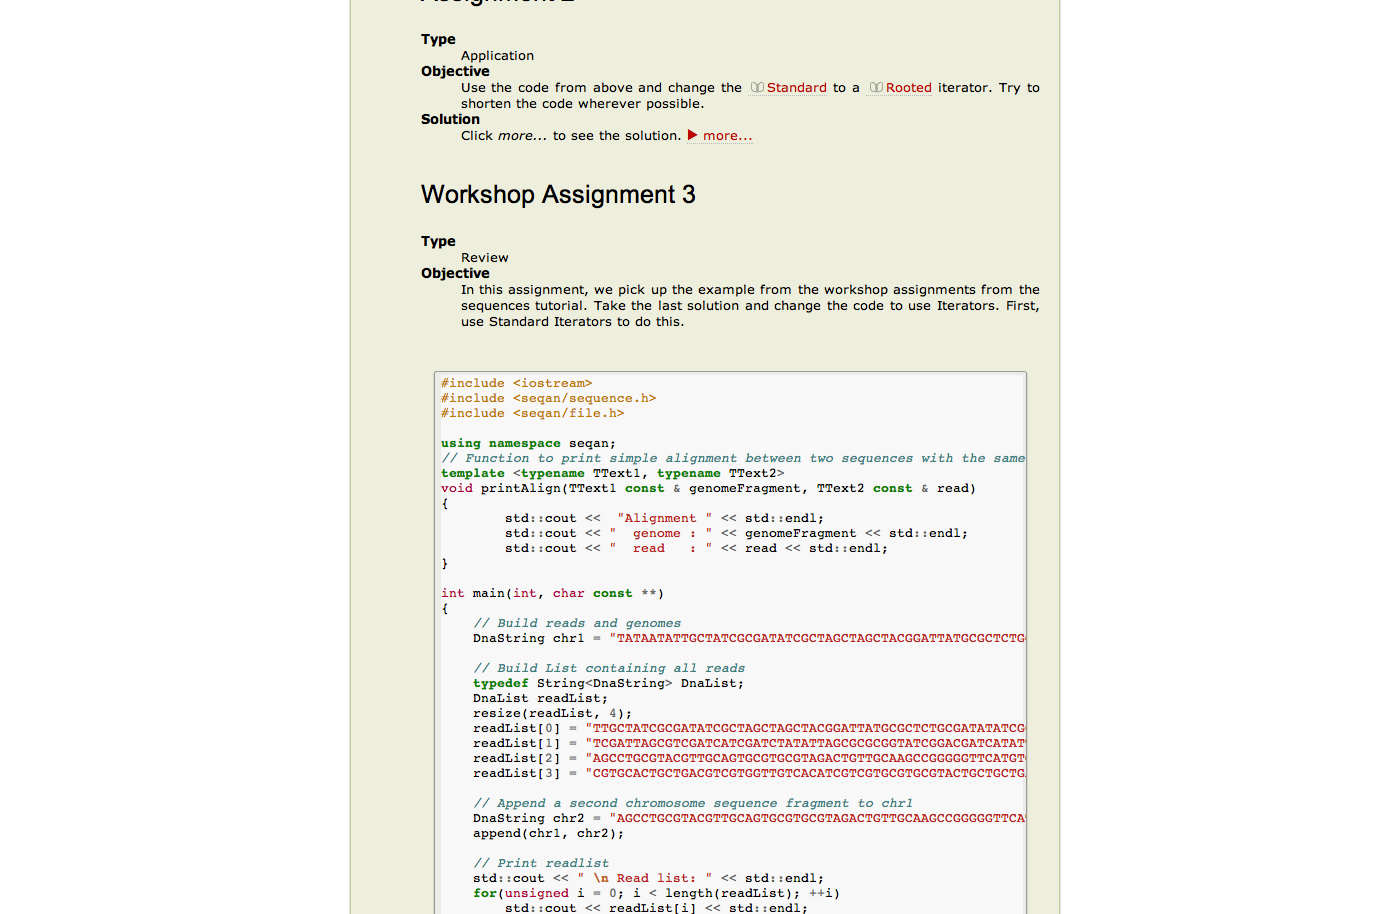 Assignment 2
Type
Application
Objective
Use the code from above and change the Standard to a Rooted iterator. Try to
shorten the code wherever possible.
Solution
Click more... to see the solution. ▶ more...
Workshop Assignment 3
Type
Review
Objective
In this assignment, we pick up the example from the workshop assignments from the
sequences tutorial. Take the last solution and change the code to use Iterators. First,
use Standard Iterators to do this.
#include <iostream>
#include <seqan/sequence.h>
#include <seqan/file.h>
using namespace seqan;
// Function to print simple alignment between two sequences with the same
template <typename TText1, typename TText2>
void printAlign(TText1 const & genomeFragment, TText2 const & read)
{
std::cout <<  "Alignment " << std::endl;
std::cout << "  genome : " << genomeFragment << std::endl;
std::cout << "  read   : " << read << std::endl;
}
int main(int, char const **)
{
// Build reads and genomes
DnaString chr1 = "TATAATATTGCTATCGCGATATCGCTAGCTAGCTACGGATTATGCGCTCTG
// Build List containing all reads
typedef String<DnaString> DnaList;
DnaList readList;
resize(readList, 4);
readList[0] = "TTGCTATCGCGATATCGCTAGCTAGCTACGGATTATGCGCTCTGCGATATATCG
readList[1] = "TCGATTAGCGTCGATCATCGATCTATATTAGCGCGCGGTATCGGACGATCATAT
readList[2] = "AGCCTGCGTACGTTGCAGTGCGTGCGTAGACTGTTGCAAGCCGGGGGTTCATGT
readList[3] = "CGTGCACTGCTGACGTCGTGGTTGTCACATCGTCGTGCGTGCGTACTGCTGCTG
// Append a second chromosome sequence fragment to chr1
DnaString chr2 = "AGCCTGCGTACGTTGCAGTGCGTGCGTAGACTGTTGCAAGCCGGGGGTTCA
append(chr1, chr2);
// Print readlist
std::cout << " \n Read list: " << std::endl;
for(unsigned i = 0; i < length(readList); ++i)
std::cout << readList[i] << std::endl;